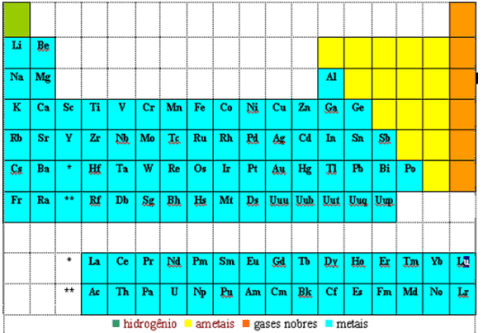 Li Be
Na Mg Al
K Ca Sc Ti V Cr Mn Fe Co Ni Cu Zn Ga Ge
Rb Sr Y Zr Nb Mo Tc Ru Rh Pd Ag Cd In Sn Sb
Cs Ba * Hf Ta W Re Os Ir Pt Au Hg Tl Pb Bi Po
Fr Ra ** Rf Db Sg Bh Hs Mt Ds Uuu Uub Uut Uuq Uup
* La Ce Pr Nd Pm Sm Eu Gd Tb Dy Ho Er Tm Yb Lu
** Ac Th Pa U Np Pu Am Cm Bk Cf Es Fm Md No Lr
hidrogênio ametais gases nobres metais